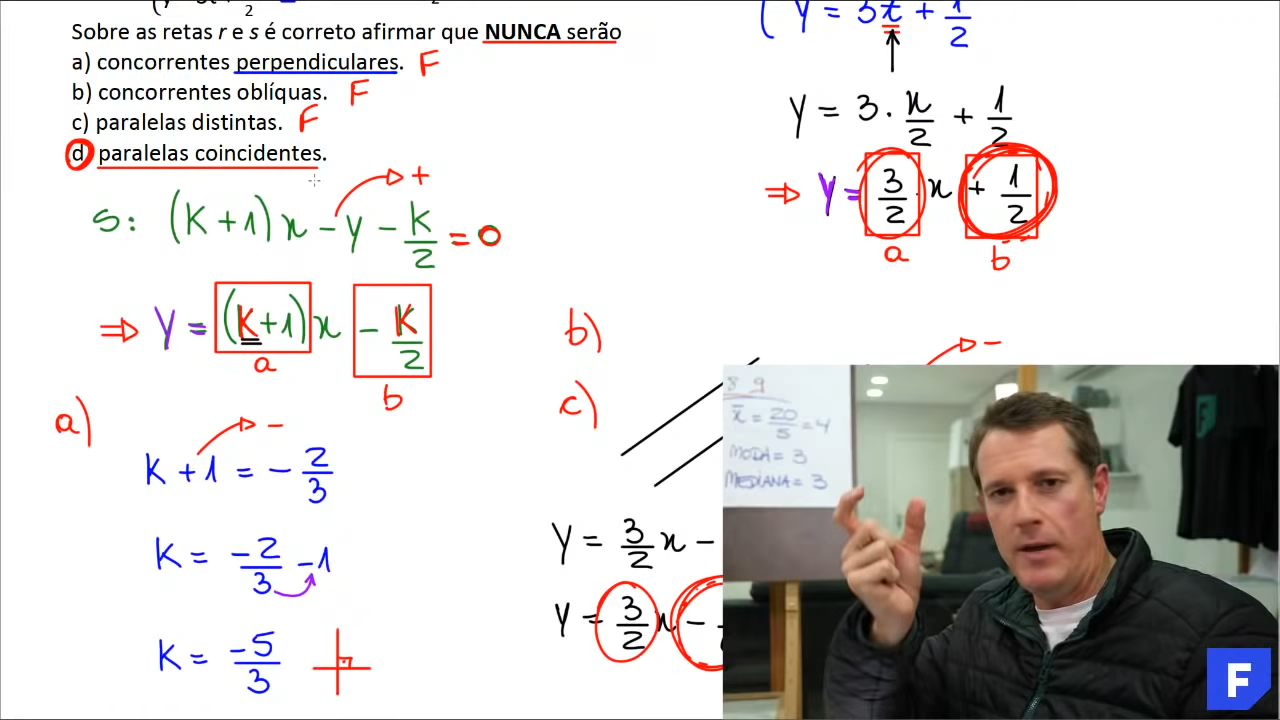 Sobre as retas r e s é correto afirmar que NUNCA serão
a) concorrentes perpendiculares. F
b) concorrentes oblíquas. F
c) paralelas distintas. F
d) paralelas coincidentes.
S: (K+1)x - y - K/2 = 0
+
⇒ Y = (K+1)x - K/2
a
b
a)
K + 1 = - 2/3
-
K = -2/3 - 1
K = -5/3
Y = 3t + 1/2
Y = 3 . x/2 + 1/2
⇒ Y = 3/2 . x + 1/2
a
b
b)
c)
-
Y = 3/2 x -
Y = 3/2 x -
8 9
x̄ = 20/5 = 4
MODA = 3
MEDIANA = 3
F
F